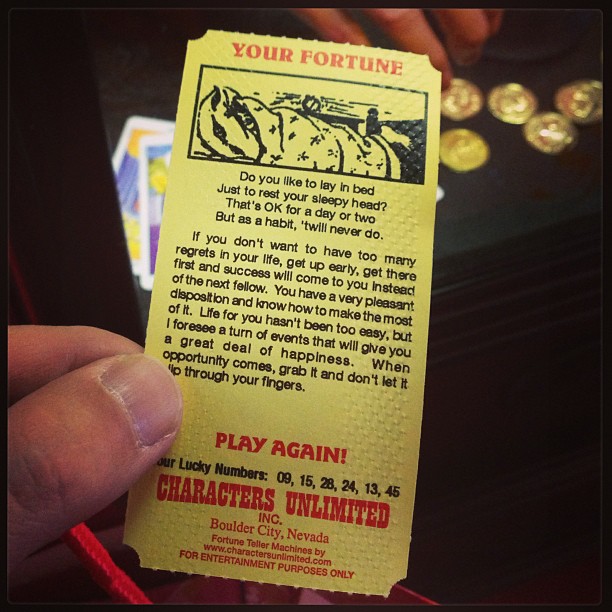 YOUR FORTUNE
Do you like to lay in bed
Just to rest your sleepy head?
That's OK for a day or two
But as a habit, 'twill never do.
If you don't want to have too many
regrets in your life, get up early, get there
first and success will come to you instead
of the next fellow. You have a very pleasant
disposition and know how to make the most
of it. Life for you hasn't been too easy, but
I foresee a turn of events that will give you
a great deal of happiness. When
opportunity comes, grab it and don't let it
lip through your fingers.
PLAY AGAIN!
our Lucky Numbers: 09, 15, 28, 24, 13, 45
CHARACTERS UNLIMITED
INC.
Boulder City, Nevada
Fortune Teller Machines by
www.charactersunlimited.com
FOR ENTERTAINMENT PURPOSES ONLY